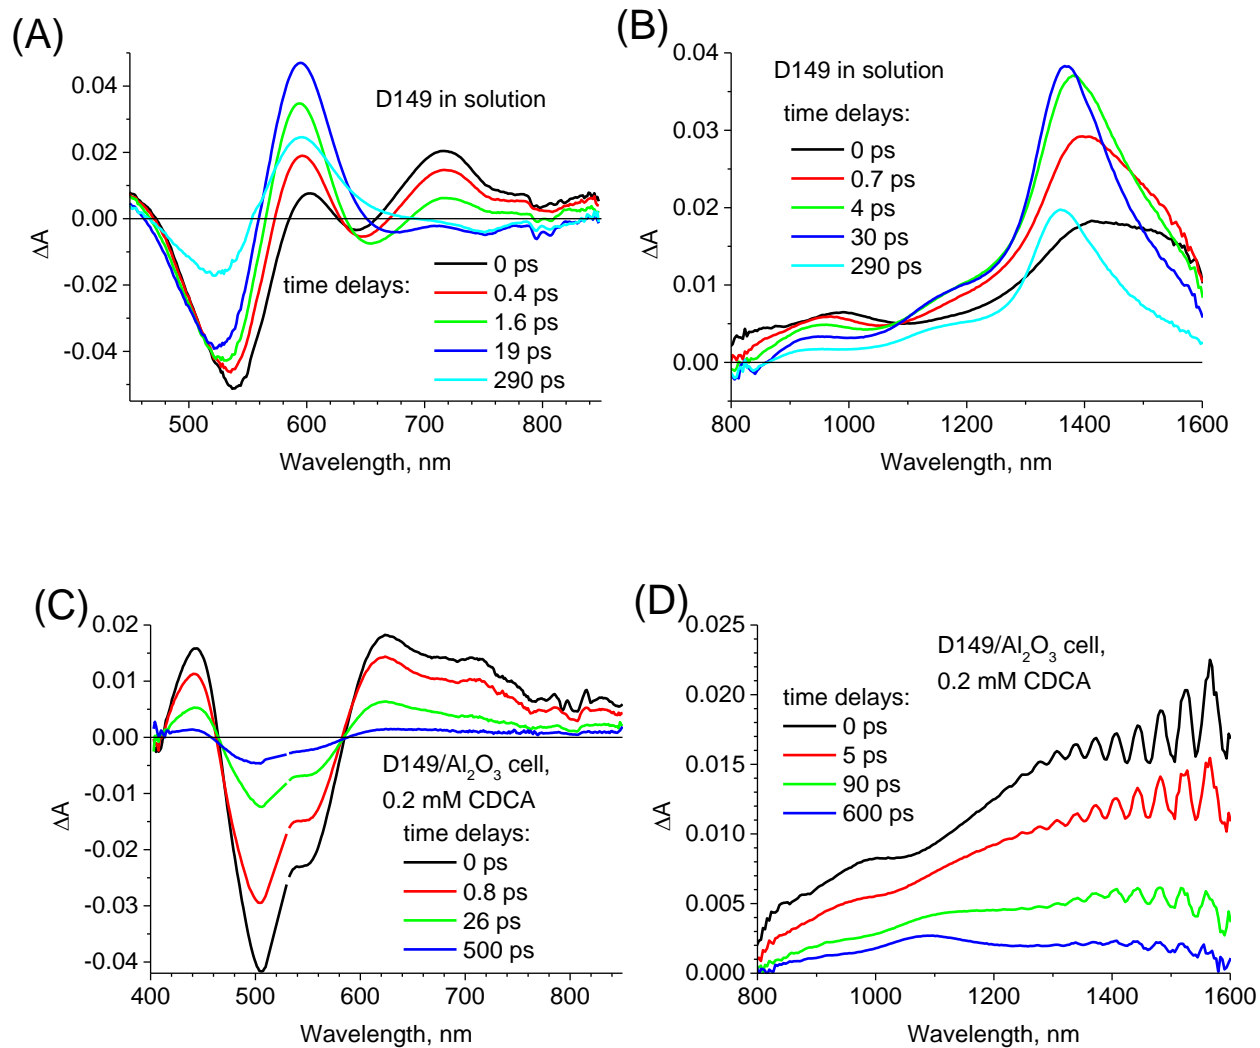 (A)
D149 in solution
0.04
0.02
0.00
-0.02
-0.04
ΔA
time delays:
0 ps
0.4 ps
1.6 ps
19 ps
290 ps
500
600
700
800
Wavelength, nm
(B)
D149 in solution
time delays:
0 ps
0.7 ps
4 ps
30 ps
290 ps
0.04
0.03
0.02
0.01
0.00
ΔA
800
1000
1200
1400
1600
Wavelength, nm
(C)
0.02
0.01
0.00
-0.01
-0.02
-0.03
-0.04
ΔA
D149/Al₂O₃ cell,
0.2 mM CDCA
time delays:
0 ps
0.8 ps
26 ps
500 ps
400
500
600
700
800
Wavelength, nm
(D)
D149/Al₂O₃ cell,
0.2 mM CDCA
time delays:
0 ps
5 ps
90 ps
600 ps
0.025
0.020
0.015
0.010
0.005
0.000
ΔA
800
1000
1200
1400
1600
Wavelength, nm